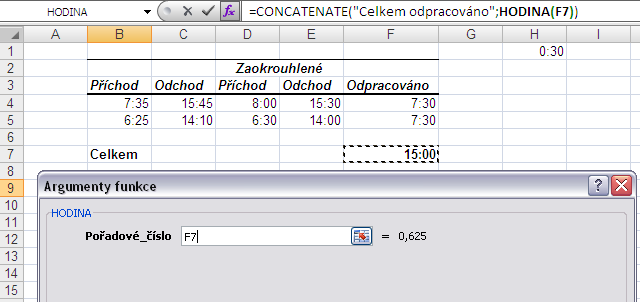 HODINA fx =CONCATENATE("Celkem odpracováno";HODINA(F7))
A B C D E F G H I
1 0:30
2 Zaokrouhlené
3 Příchod Odchod Příchod Odchod Odpracováno
4 7:35 15:45 8:00 15:30 7:30
5 6:25 14:10 6:30 14:00 7:30
6
7 Celkem 15:00
8
9 Argumenty funkce ?
10
11 HODINA
12 Pořadové_číslo F7 = 0,625
13
14
15